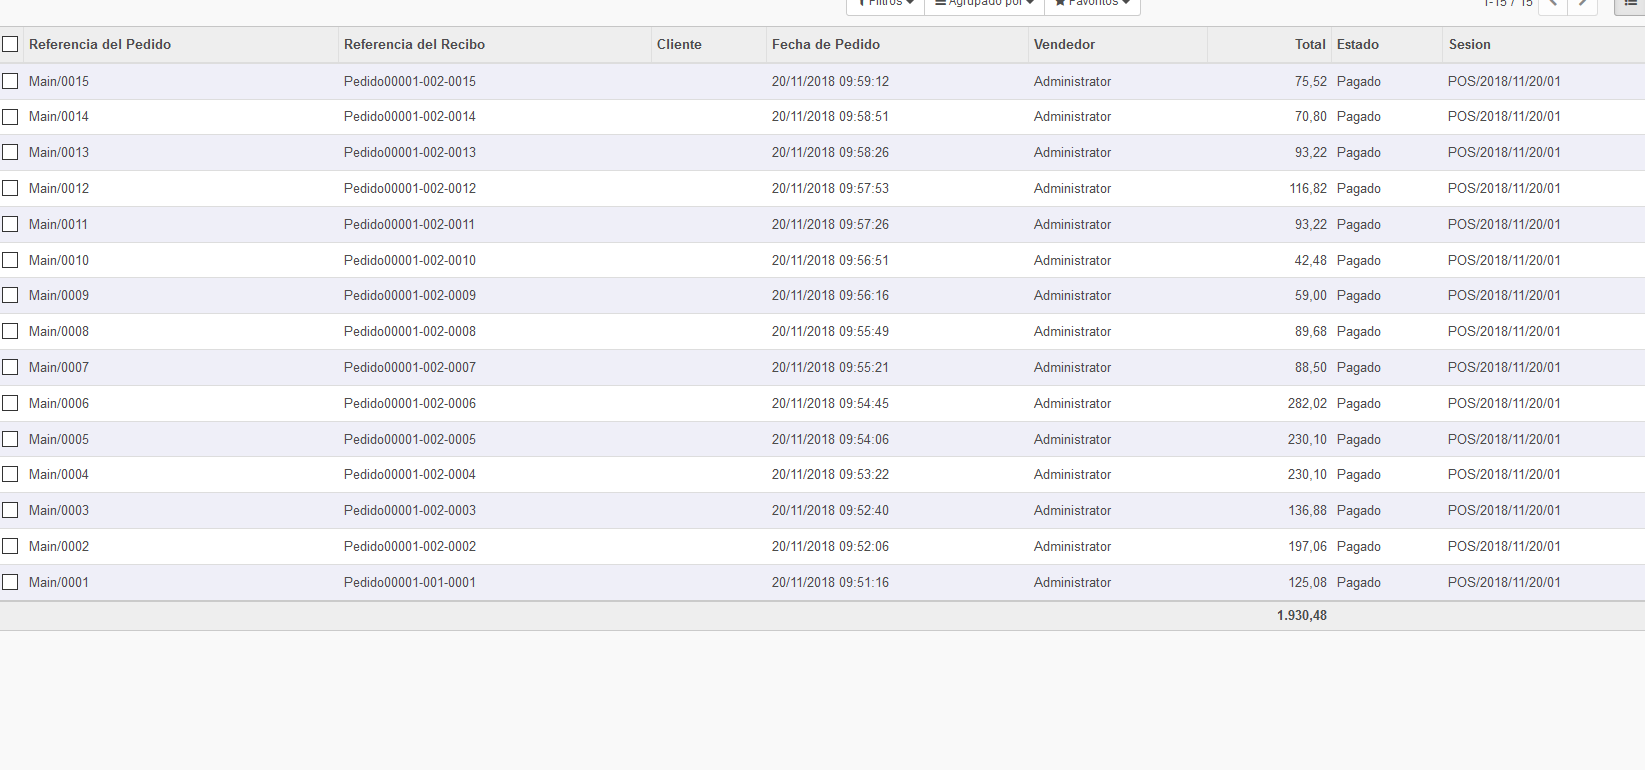 Filtros Agrupado por Favoritos 1-15 / 15
Referencia del Pedido Referencia del Recibo Cliente Fecha de Pedido Vendedor Total Estado Sesion
Main/0015 Pedido00001-002-0015 20/11/2018 09:59:12 Administrator 75,52 Pagado POS/2018/11/20/01
Main/0014 Pedido00001-002-0014 20/11/2018 09:58:51 Administrator 70,80 Pagado POS/2018/11/20/01
Main/0013 Pedido00001-002-0013 20/11/2018 09:58:26 Administrator 93,22 Pagado POS/2018/11/20/01
Main/0012 Pedido00001-002-0012 20/11/2018 09:57:53 Administrator 116,82 Pagado POS/2018/11/20/01
Main/0011 Pedido00001-002-0011 20/11/2018 09:57:26 Administrator 93,22 Pagado POS/2018/11/20/01
Main/0010 Pedido00001-002-0010 20/11/2018 09:56:51 Administrator 42,48 Pagado POS/2018/11/20/01
Main/0009 Pedido00001-002-0009 20/11/2018 09:56:16 Administrator 59,00 Pagado POS/2018/11/20/01
Main/0008 Pedido00001-002-0008 20/11/2018 09:55:49 Administrator 89,68 Pagado POS/2018/11/20/01
Main/0007 Pedido00001-002-0007 20/11/2018 09:55:21 Administrator 88,50 Pagado POS/2018/11/20/01
Main/0006 Pedido00001-002-0006 20/11/2018 09:54:45 Administrator 282,02 Pagado POS/2018/11/20/01
Main/0005 Pedido00001-002-0005 20/11/2018 09:54:06 Administrator 230,10 Pagado POS/2018/11/20/01
Main/0004 Pedido00001-002-0004 20/11/2018 09:53:22 Administrator 230,10 Pagado POS/2018/11/20/01
Main/0003 Pedido00001-002-0003 20/11/2018 09:52:40 Administrator 136,88 Pagado POS/2018/11/20/01
Main/0002 Pedido00001-002-0002 20/11/2018 09:52:06 Administrator 197,06 Pagado POS/2018/11/20/01
Main/0001 Pedido00001-001-0001 20/11/2018 09:51:16 Administrator 125,08 Pagado POS/2018/11/20/01
1.930,48